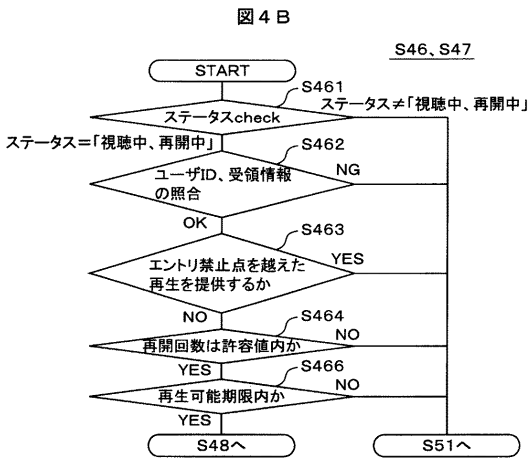 図４Ｂ
S46、S47
START
S461
ステータスcheck
ステータス≠「視聴中、再開中」
ステータス＝「視聴中、再開中」
S462
ユーザID、受領情報
の照合
NG
OK
S463
エントリ禁止点を越えた
再生を提供するか
YES
NO
S464
再開回数は許容値内か
NO
YES
S466
再生可能期限内か
NO
YES
S48へ
S51へ